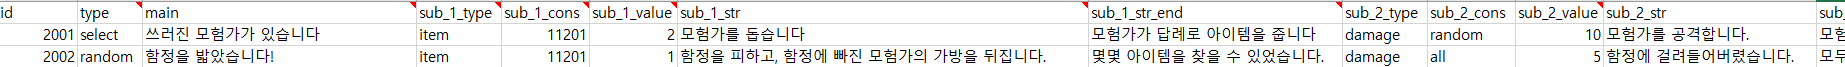 id type main sub_1_type sub_1_cons sub_1_value sub_1_str sub_1_str_end sub_2_type sub_2_cons sub_2_value sub_2_str sub_
2001 select 쓰러진 모험가가 있습니다 item 11201 2 모험가를 돕습니다 모험가가 답례로 아이템을 줍니다 damage random 10 모험가를 공격합니다. 모험
2002 random 함정을 밟았습니다! item 11201 1 함정을 피하고, 함정에 빠진 모험가의 가방을 뒤집니다. 몇몇 아이템을 찾을 수 있었습니다. damage all 5 함정에 걸려들어버렸습니다. 모두